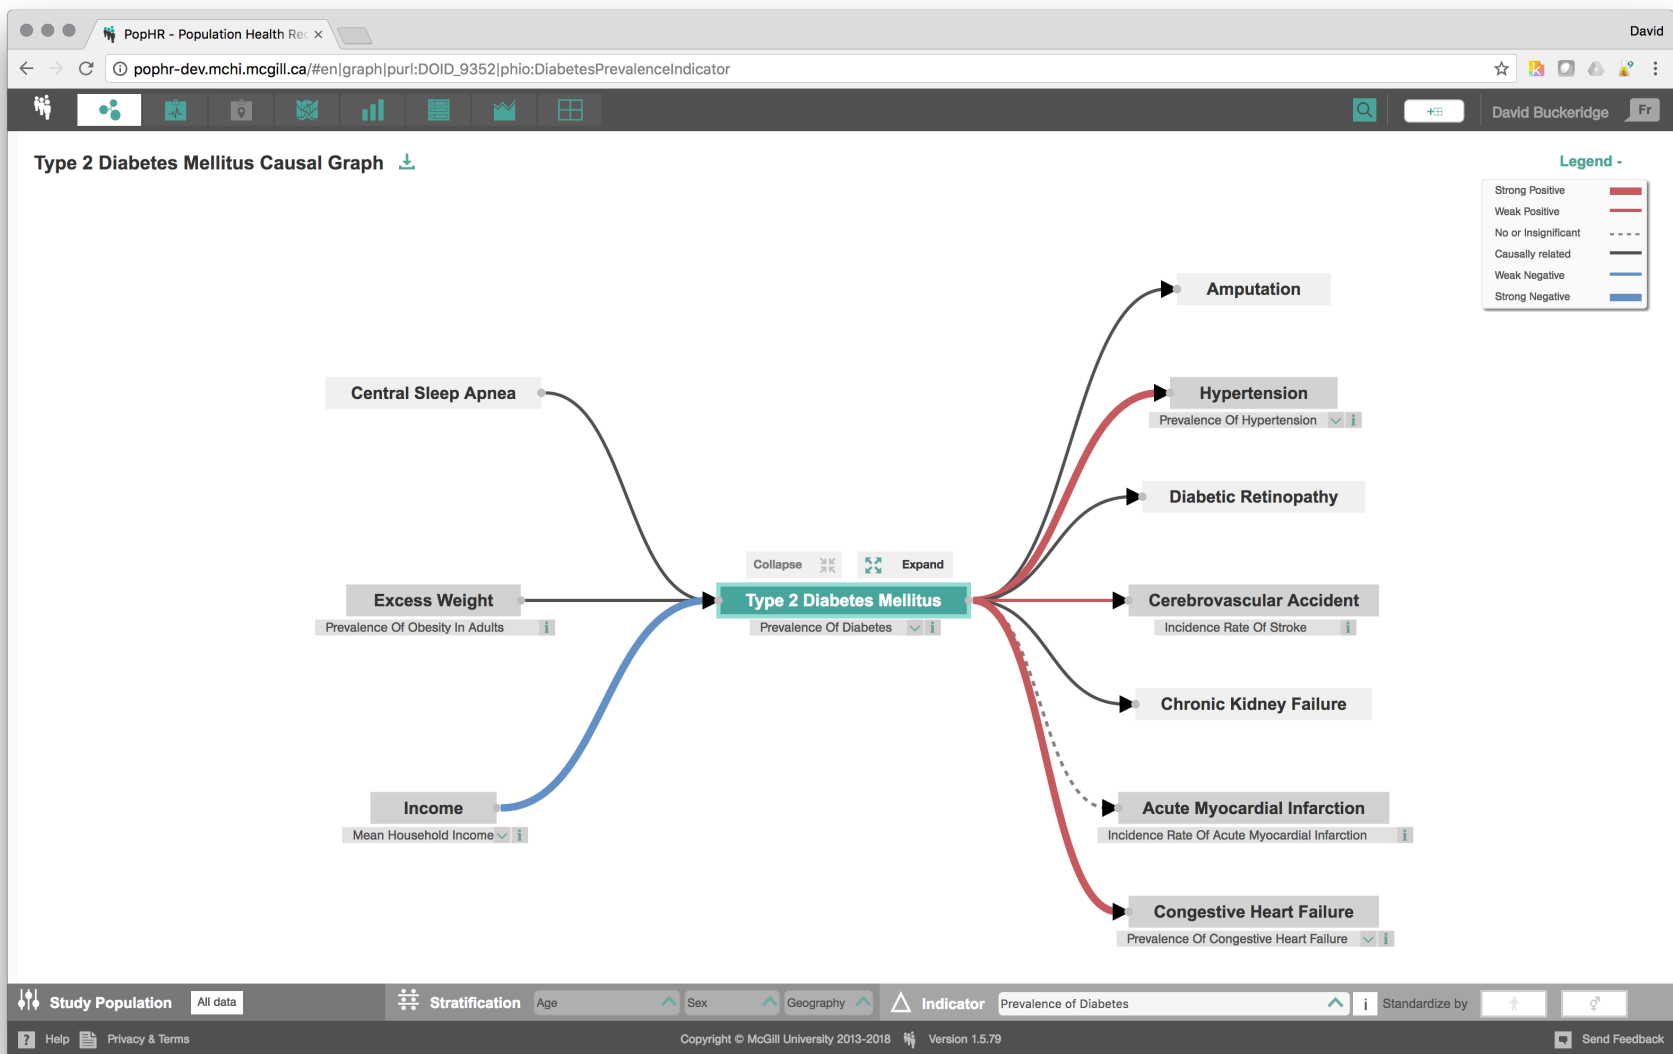 PopHR - Population Health Rec
David
pophr-dev.mchi.mcgill.ca/#en|graph|purl:DOID_9352|phio:DiabetesPrevalenceIndicator
David Buckeridge
Fr
Type 2 Diabetes Mellitus Causal Graph
Legend -
Strong Positive
Weak Positive
No or Insignificant
Causally related
Weak Negative
Strong Negative
Amputation
Central Sleep Apnea
Hypertension
Prevalence Of Hypertension
i
Diabetic Retinopathy
Collapse
Expand
Excess Weight
Prevalence Of Obesity In Adults
i
Type 2 Diabetes Mellitus
Prevalence Of Diabetes
i
Cerebrovascular Accident
Incidence Rate Of Stroke
i
Chronic Kidney Failure
Income
Mean Household Income
i
Acute Myocardial Infarction
Incidence Rate Of Acute Myocardial Infarction
i
Congestive Heart Failure
Prevalence Of Congestive Heart Failure
i
Study Population
All data
Stratification
Age
Sex
Geography
Indicator
Prevalence of Diabetes
i
Standardize by
? Help
Privacy & Terms
Copyright © McGill University 2013-2018
Version 1.5.79
Send Feedback